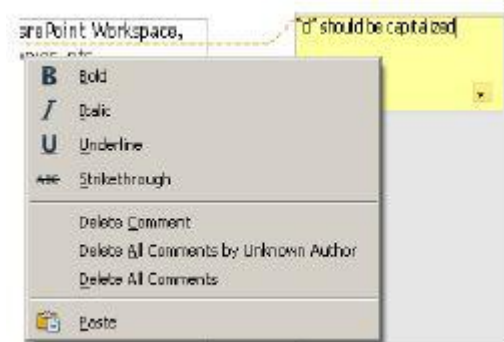 arePoint Workspace,
"d" should be capitalized
B Bold
I Italic
U Underline
ABC Strikethrough
Delete Comment
Delete All Comments by Unknown Author
Delete All Comments
Paste